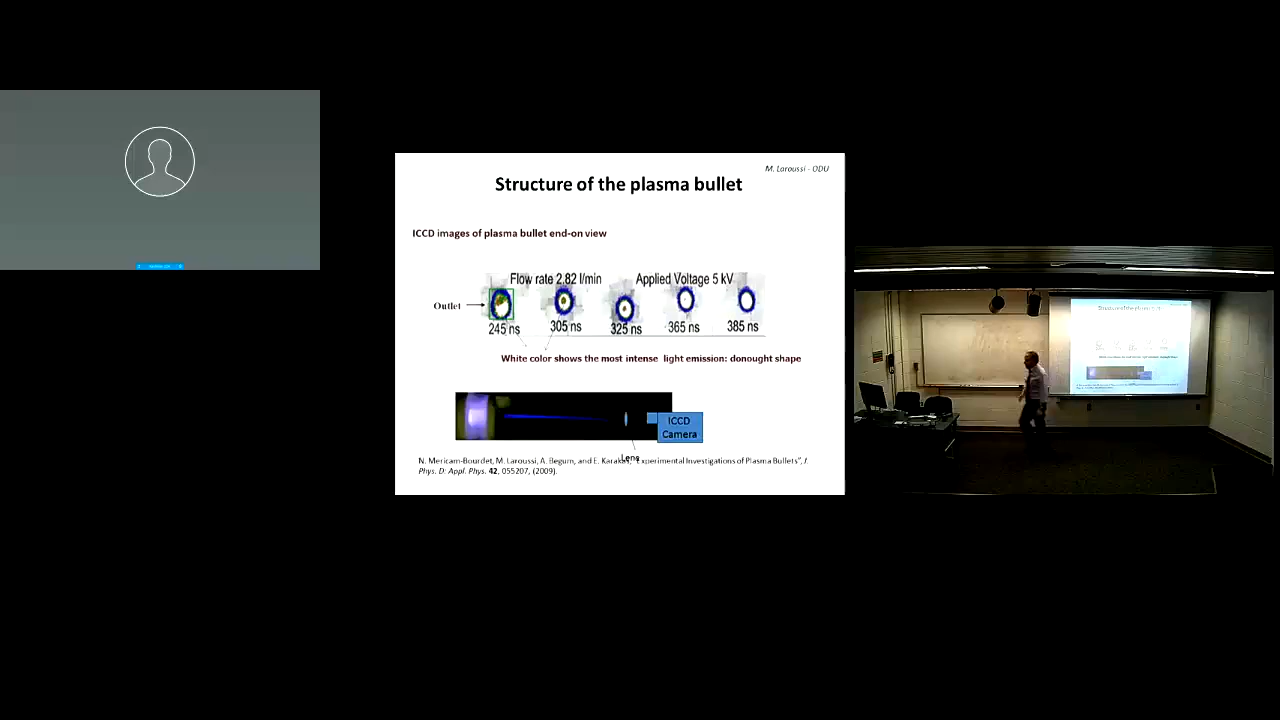 M. Laroussi - ODU
Structure of the plasma bullet
ICCD images of plasma bullet end-on view
Flow rate 2.82 l/min Applied Voltage 5 kV
Outlet
245 ns 305 ns 325 ns 365 ns 385 ns
White color shows the most intense light emission: donought shape
ICCD
Camera
Lens
N. Mericam-Bourdet, M. Laroussi, A. Begum, and E. Karakas, "Experimental Investigations of Plasma Bullets", J.
Phys. D: Appl. Phys. 42, 055207, (2009).